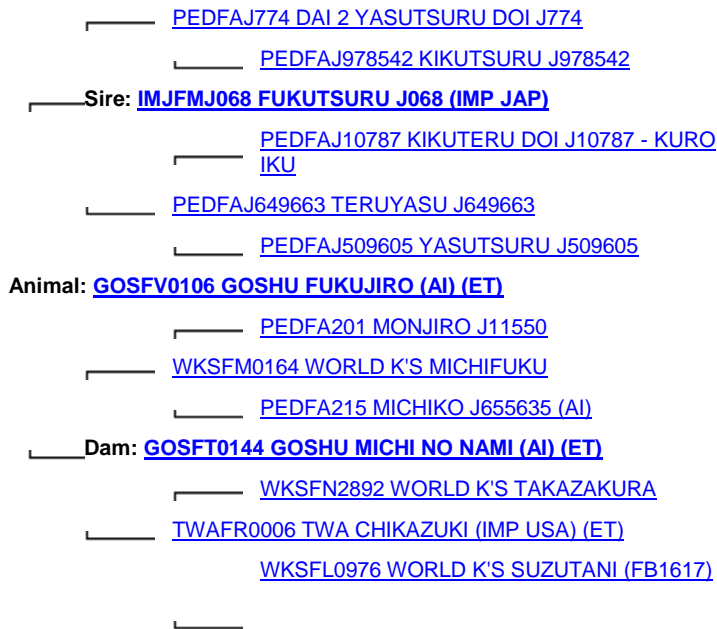 PEDFAJ774 DAI 2 YASUTSURU DOI J774
PEDFAJ978542 KIKUTSURU J978542
Sire: IMJFMJ068 FUKUTSURU J068 (IMP JAP)
PEDFAJ10787 KIKUTERU DOI J10787 - KURO
IKU
PEDFAJ649663 TERUYASU J649663
PEDFAJ509605 YASUTSURU J509605
Animal: GOSFV0106 GOSHU FUKUJIRO (AI) (ET)
PEDFA201 MONJIRO J11550
WKSFM0164 WORLD K'S MICHIFUKU
PEDFA215 MICHIKO J655635 (AI)
Dam: GOSFT0144 GOSHU MICHI NO NAMI (AI) (ET)
WKSFN2892 WORLD K'S TAKAZAKURA
TWAFR0006 TWA CHIKAZUKI (IMP USA) (ET)
WKSFL0976 WORLD K'S SUZUTANI (FB1617)